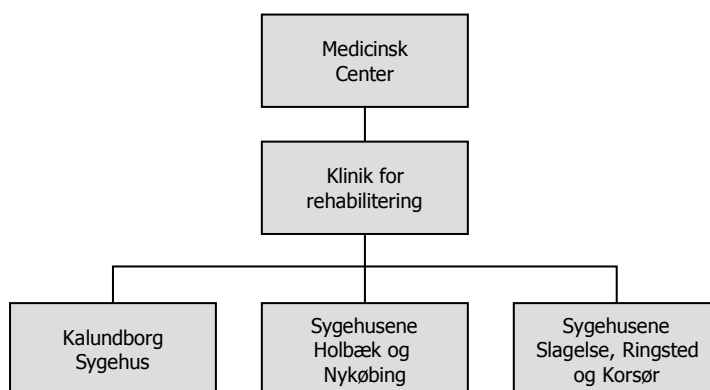 Medicinsk
Center
Klinik for
rehabilitering
Kalundborg
Sygehus
Sygehusene
Holbæk og
Nykøbing
Sygehusene
Slagelse, Ringsted
og Korsør